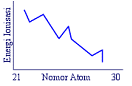 Energi Ionisasi
21
Nomor Atom
30